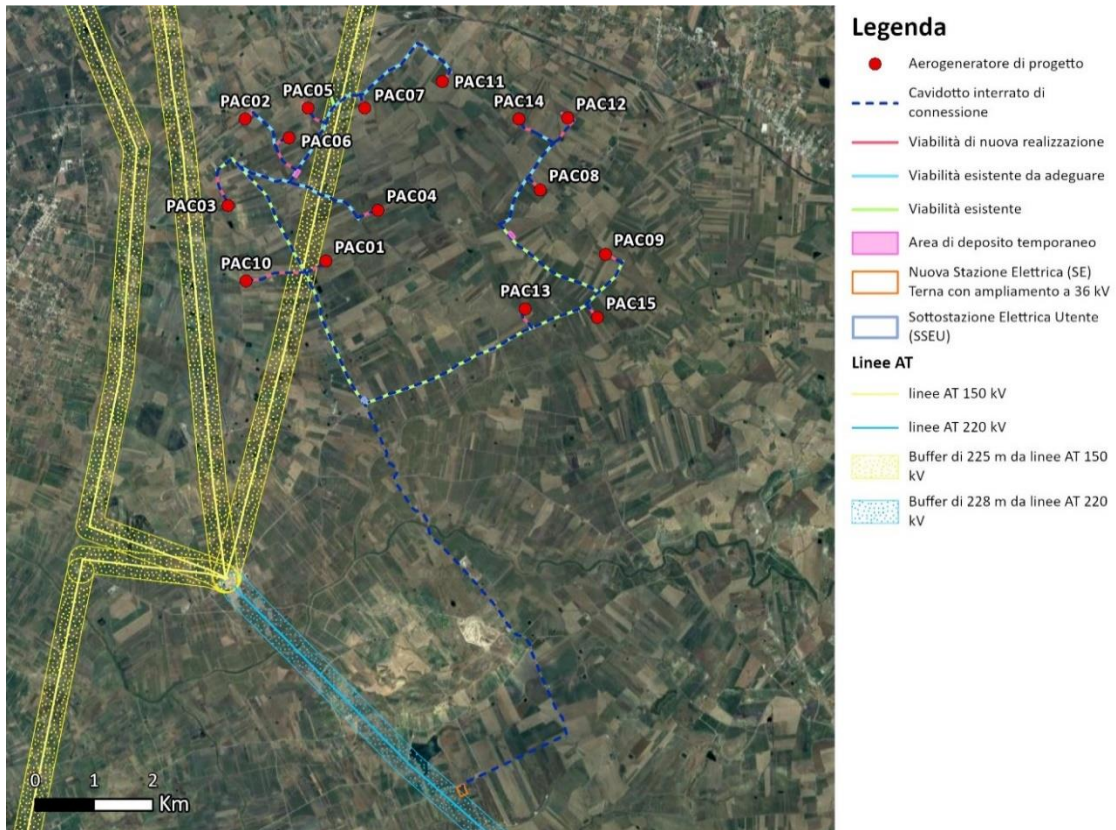 PAC11
PAC05
PAC07
PAC02
PAC14
PAC12
PAC06
PAC08
PAC03
PAC04
PAC09
PAC01
PAC10
PAC13
PAC15
0 1 2
Km
Legenda
Aerogeneratore di progetto
Cavidotto interrato di
connessione
Viabilità di nuova realizzazione
Viabilità esistente da adeguare
Viabilità esistente
Area di deposito temporaneo
Nuova Stazione Elettrica (SE)
Terna con ampliamento a 36 kV
Sottostazione Elettrica Utente
(SSEU)
Linee AT
linee AT 150 kV
linee AT 220 kV
Buffer di 225 m da linee AT 150
kV
Buffer di 228 m da linee AT 220
kV